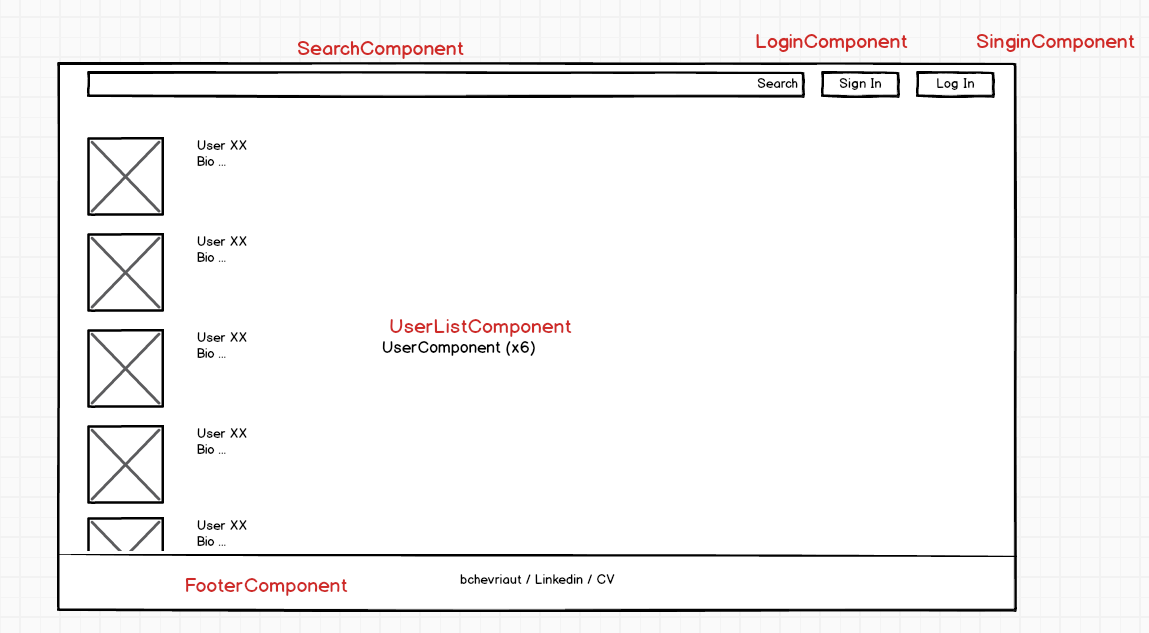 SearchComponent
LoginComponent
SinginComponent
Search
Sign In
Log In
User XX
Bio ...
User XX
Bio ...
UserListComponent
UserComponent (x6)
User XX
Bio ...
User XX
Bio ...
User XX
Bio ...
FooterComponent
bchevriaut / Linkedin / CV